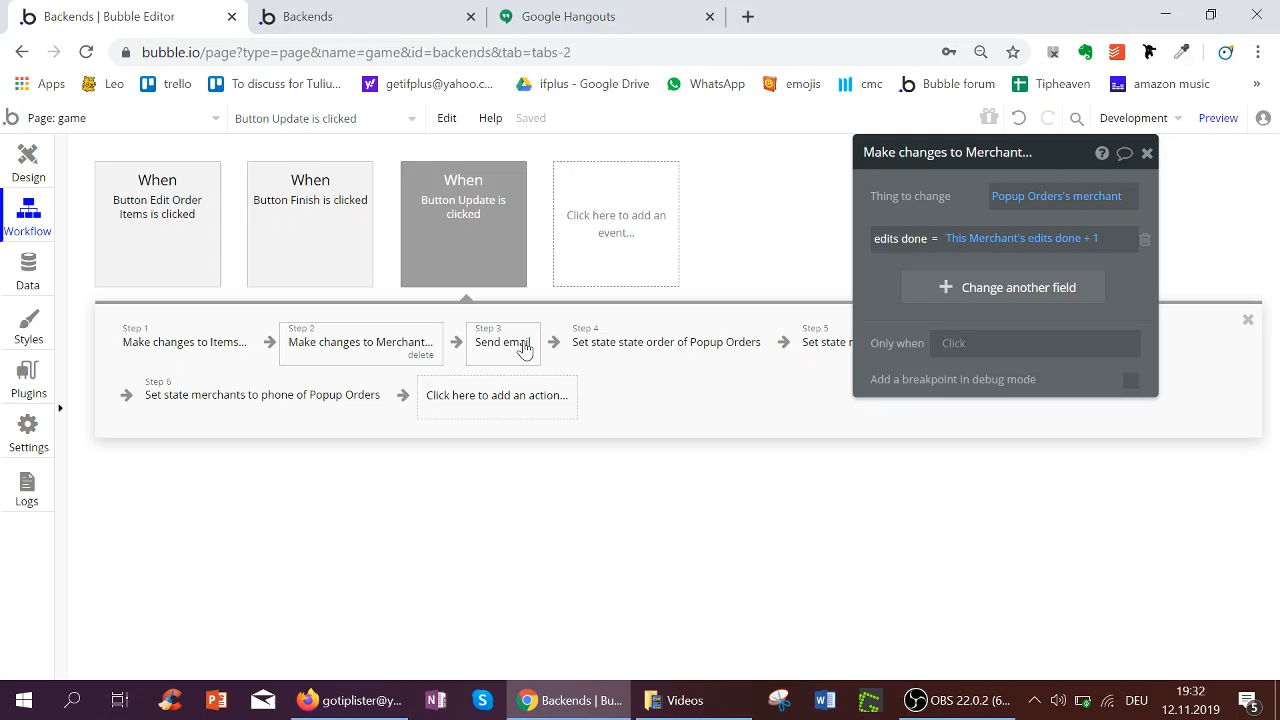 Backends | Bubble Editor
Backends
Google Hangouts
bubble.io/page?type=page&name=game&id=backends&tab=tabs-2
Apps
Leo
trello
To discuss for Tuliu...
getifplus@yahoo.c...
ifplus - Google Drive
WhatsApp
emojis
cmc
Bubble forum
Tipheaven
amazon music
»
Page: game
Button Update is clicked
Edit
Help
Saved
Development
Preview
Design
Workflow
Data
Styles
Plugins
Settings
Logs
When
Button Edit Order
Items is clicked
When
Button Finish is clicked
When
Button Update is
clicked
Click here to add an
event...
Make changes to Merchant...
Thing to change
Popup Orders's merchant
edits done = This Merchant's edits done + 1
Change another field
Only when
Click
Add a breakpoint in debug mode
Step 1
Make changes to Items...
Step 2
Make changes to Merchant...
delete
Step 3
Send email
Step 4
Set state state order of Popup Orders
Step 5
Set state
Step 6
Set state merchants to phone of Popup Orders
Click here to add an action...
gotiplister@y...
Backends | Bu...
Videos
OBS 22.0.2 (6...
DEU
19:32
12.11.2019
5